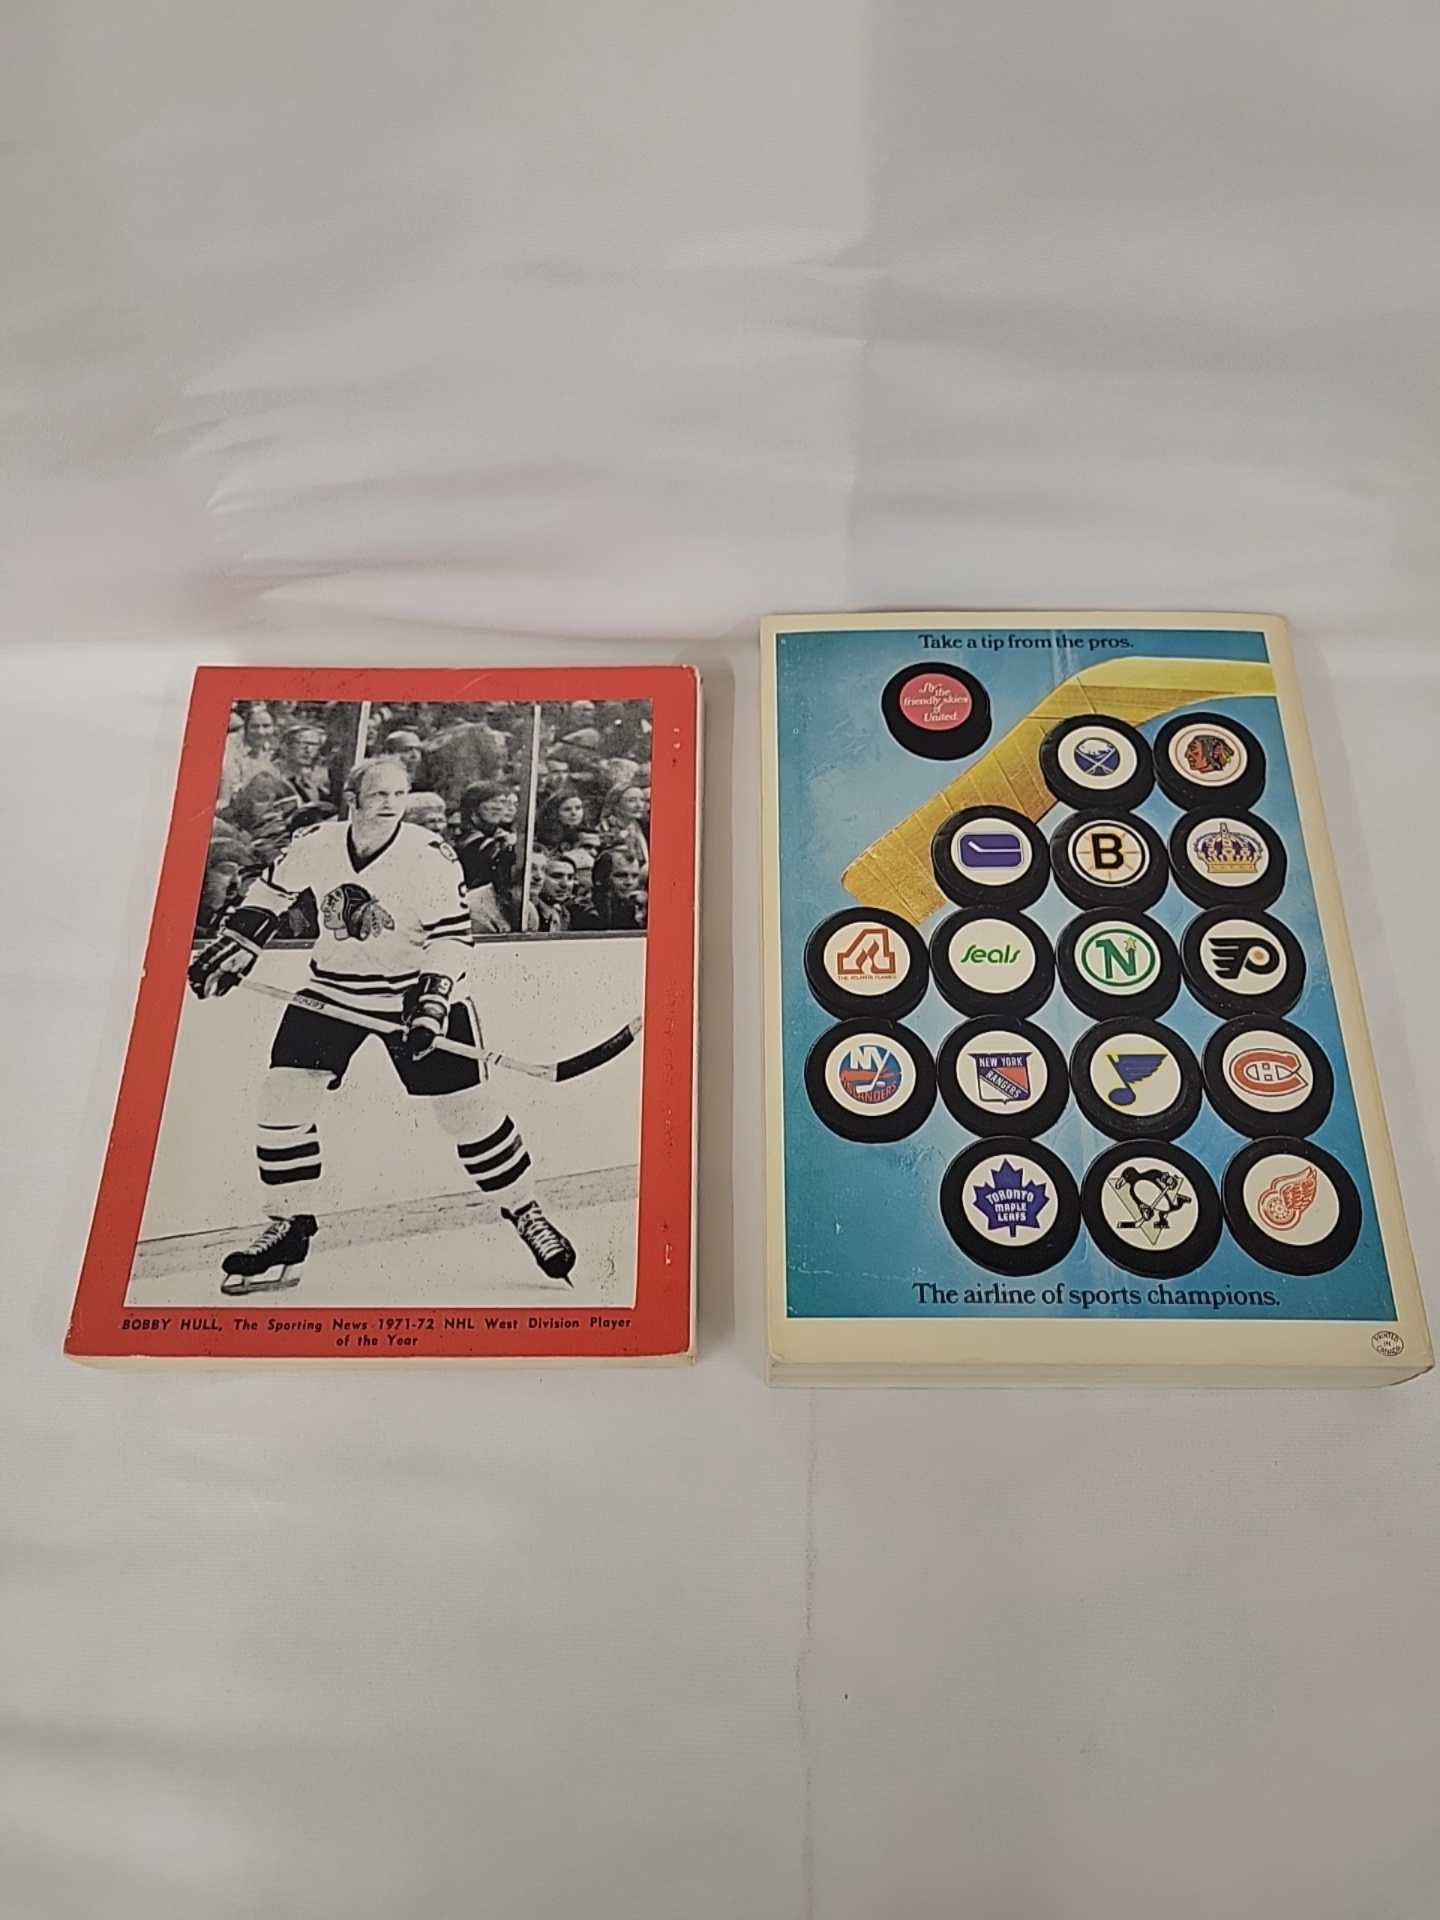 BOBBY HULL, The Sporting News 1971-72 NHL West Division Player
of the Year
Take a tip from the pros.
fly
the
friendly skies
of
United.
B
THE ATLANTA FLAMES
Seals
N
P
NY
ISLANDERS
NEW YORK
RANGERS
C
H
TORONTO
MAPLE
LEAFS
The airline of sports champions.
PRINTED
IN
CANADA